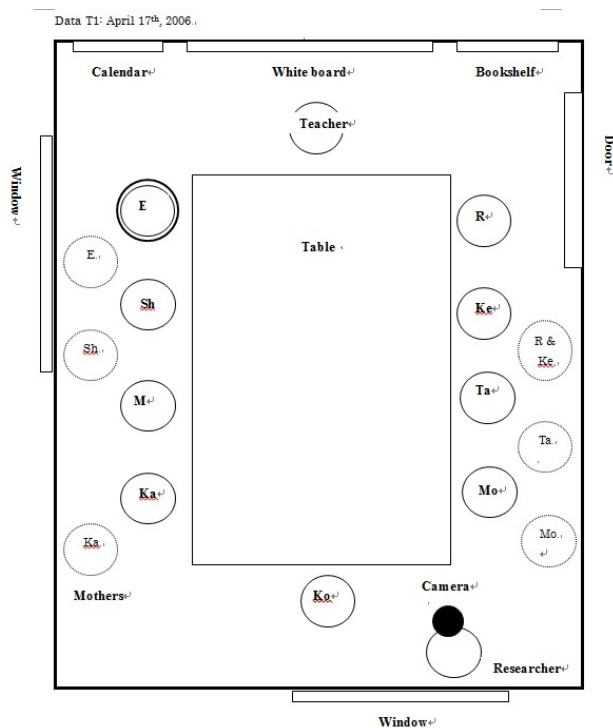 Data T1: April 17th, 2006.
Calendar
White board
Bookshelf
Teacher
Window
Door
E
R
Table
E.
Sh
Ke
Sh.
R &
Ke
M
Ta
Ta.
Ka
Mo
Ka
Mo.
Mothers
Ko
Camera
Researcher
Window